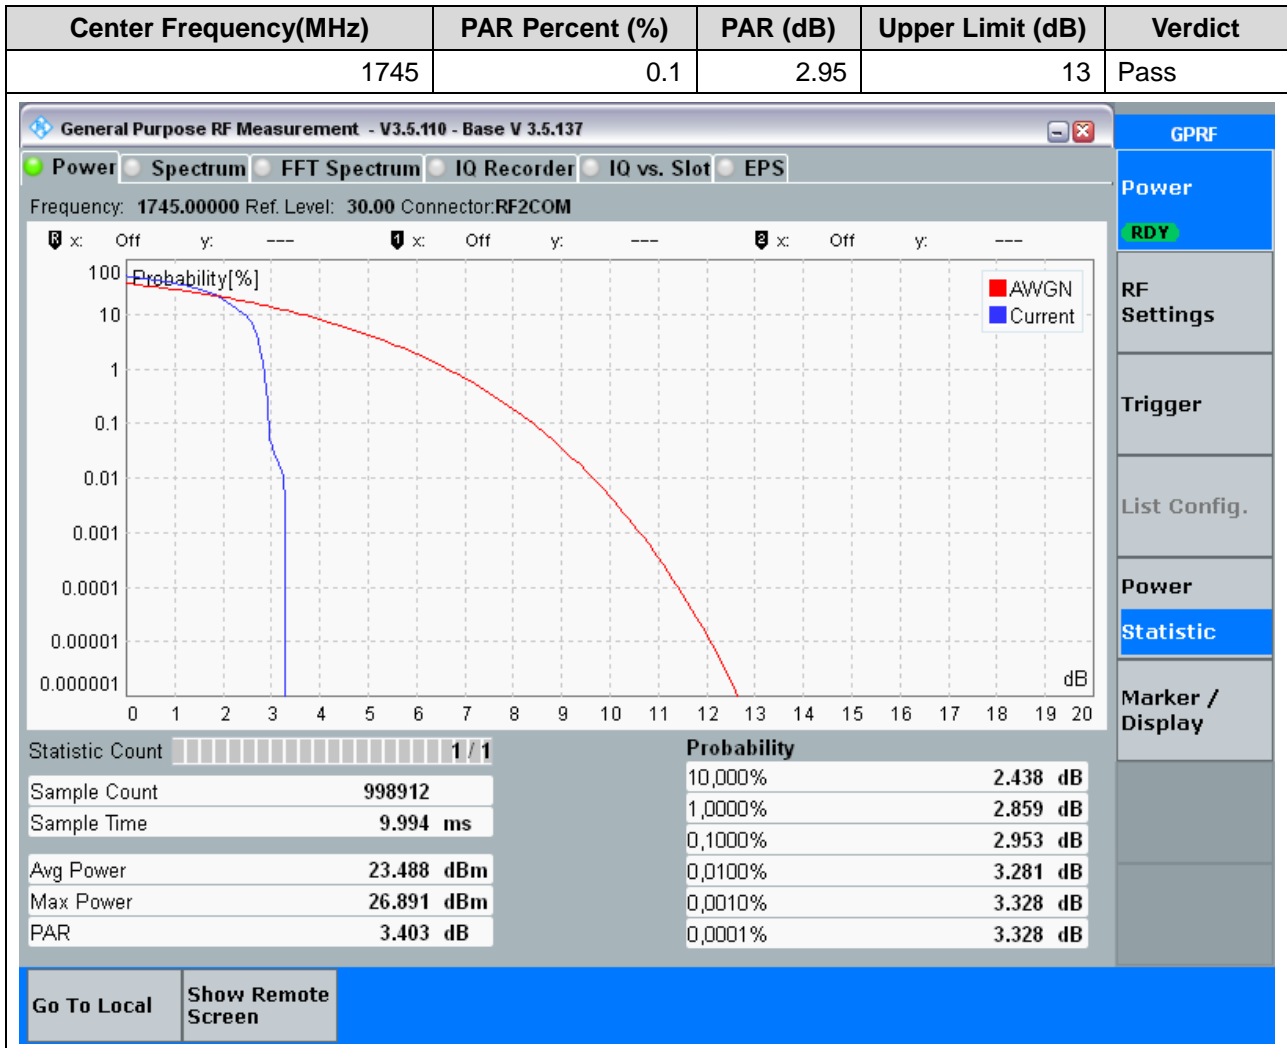 Center Frequency(MHz) PAR Percent (%) PAR (dB) Upper Limit (dB) Verdict
1745 0.1 2.95 13 Pass
General Purpose RF Measurement - V3.5.110 - Base V 3.5.137
GPRF
Power Spectrum FFT Spectrum IQ Recorder IQ vs. Slot EPS
Frequency: 1745.00000 Ref. Level: 30.00 Connector:RF2COM
R x: Off y: --- 1 x: Off y: --- 2 x: Off y: ---
Probability[%]
AWGN
Current
100
10
1
0.1
0.01
0.001
0.0001
0.00001
0.000001
dB
0 1 2 3 4 5 6 7 8 9 10 11 12 13 14 15 16 17 18 19 20
Statistic Count 1 / 1
Sample Count 998912
Sample Time 9.994 ms
Avg Power 23.488 dBm
Max Power 26.891 dBm
PAR 3.403 dB
Probability
10,000% 2.438 dB
1,0000% 2.859 dB
0,1000% 2.953 dB
0,0100% 3.281 dB
0,0010% 3.328 dB
0,0001% 3.328 dB
Power
RDY
RF
Settings
Trigger
List Config.
Power
Statistic
Marker /
Display
Go To Local
Show Remote
Screen